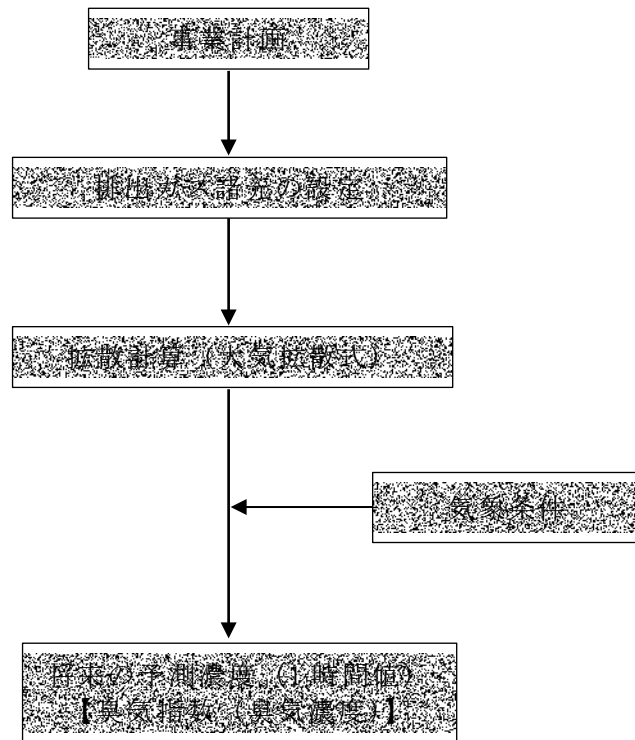 事業計画
排出ガス諸元の設定
拡散計算(大気拡散式)
気象条件
将来の予測濃度(1時間値)
【臭気指数(臭気濃度)】